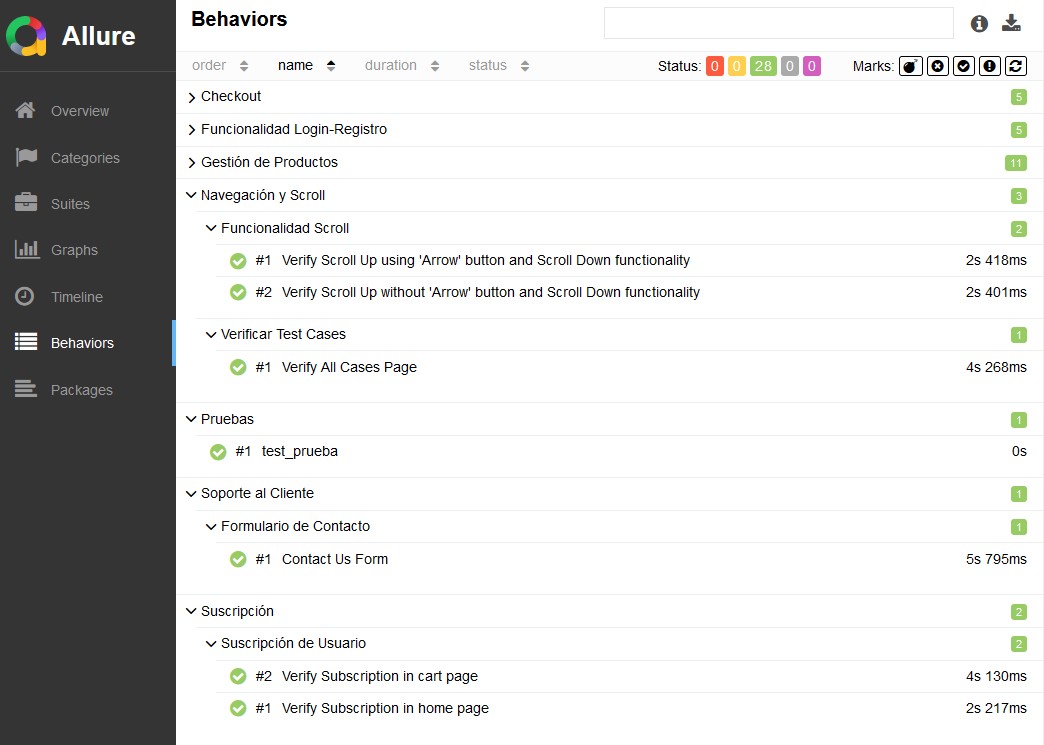 Allure
Behaviors
order name duration status Status: 0 0 28 0 0 Marks:
Overview
Categories
Suites
Graphs
Timeline
Behaviors
Packages
Checkout 5
Funcionalidad Login-Registro 5
Gestión de Productos 11
Navegación y Scroll 3
Funcionalidad Scroll 2
#1 Verify Scroll Up using 'Arrow' button and Scroll Down functionality 2s 418ms
#2 Verify Scroll Up without 'Arrow' button and Scroll Down functionality 2s 401ms
Verificar Test Cases 1
#1 Verify All Cases Page 4s 268ms
Pruebas 1
#1 test_prueba 0s
Soporte al Cliente 1
Formulario de Contacto 1
#1 Contact Us Form 5s 795ms
Suscripción 2
Suscripción de Usuario 2
#2 Verify Subscription in cart page 4s 130ms
#1 Verify Subscription in home page 2s 217ms